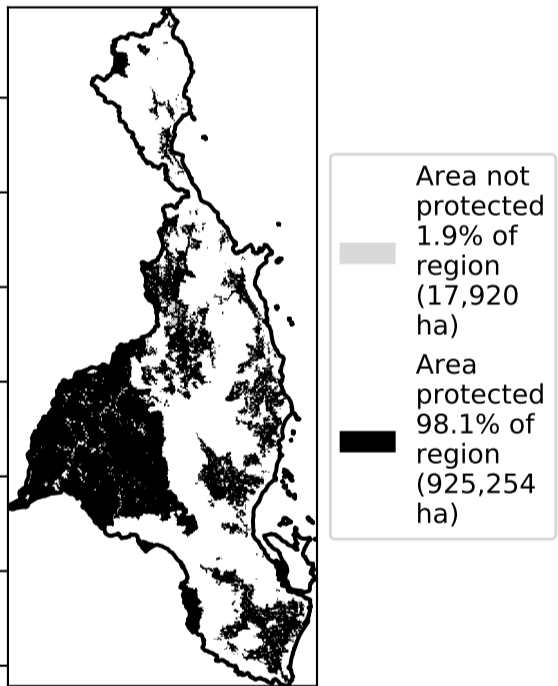 Area not
protected
1.9% of
region
(17,920
ha)
Area
protected
98.1% of
region
(925,254
ha)